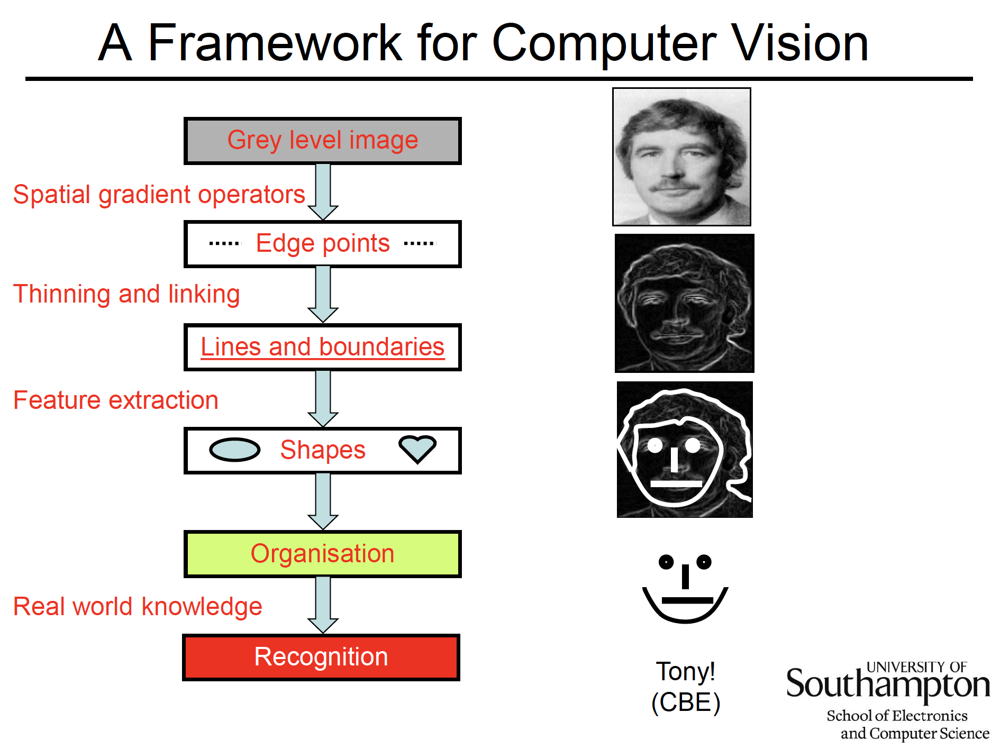 A Framework for Computer Vision
Grey level image
Spatial gradient operators
Edge points
Thinning and linking
Lines and boundaries
Feature extraction
Shapes
Organisation
Real world knowledge
Recognition
Tony!
(CBE)
UNIVERSITY OF
Southampton
School of Electronics
and Computer Science